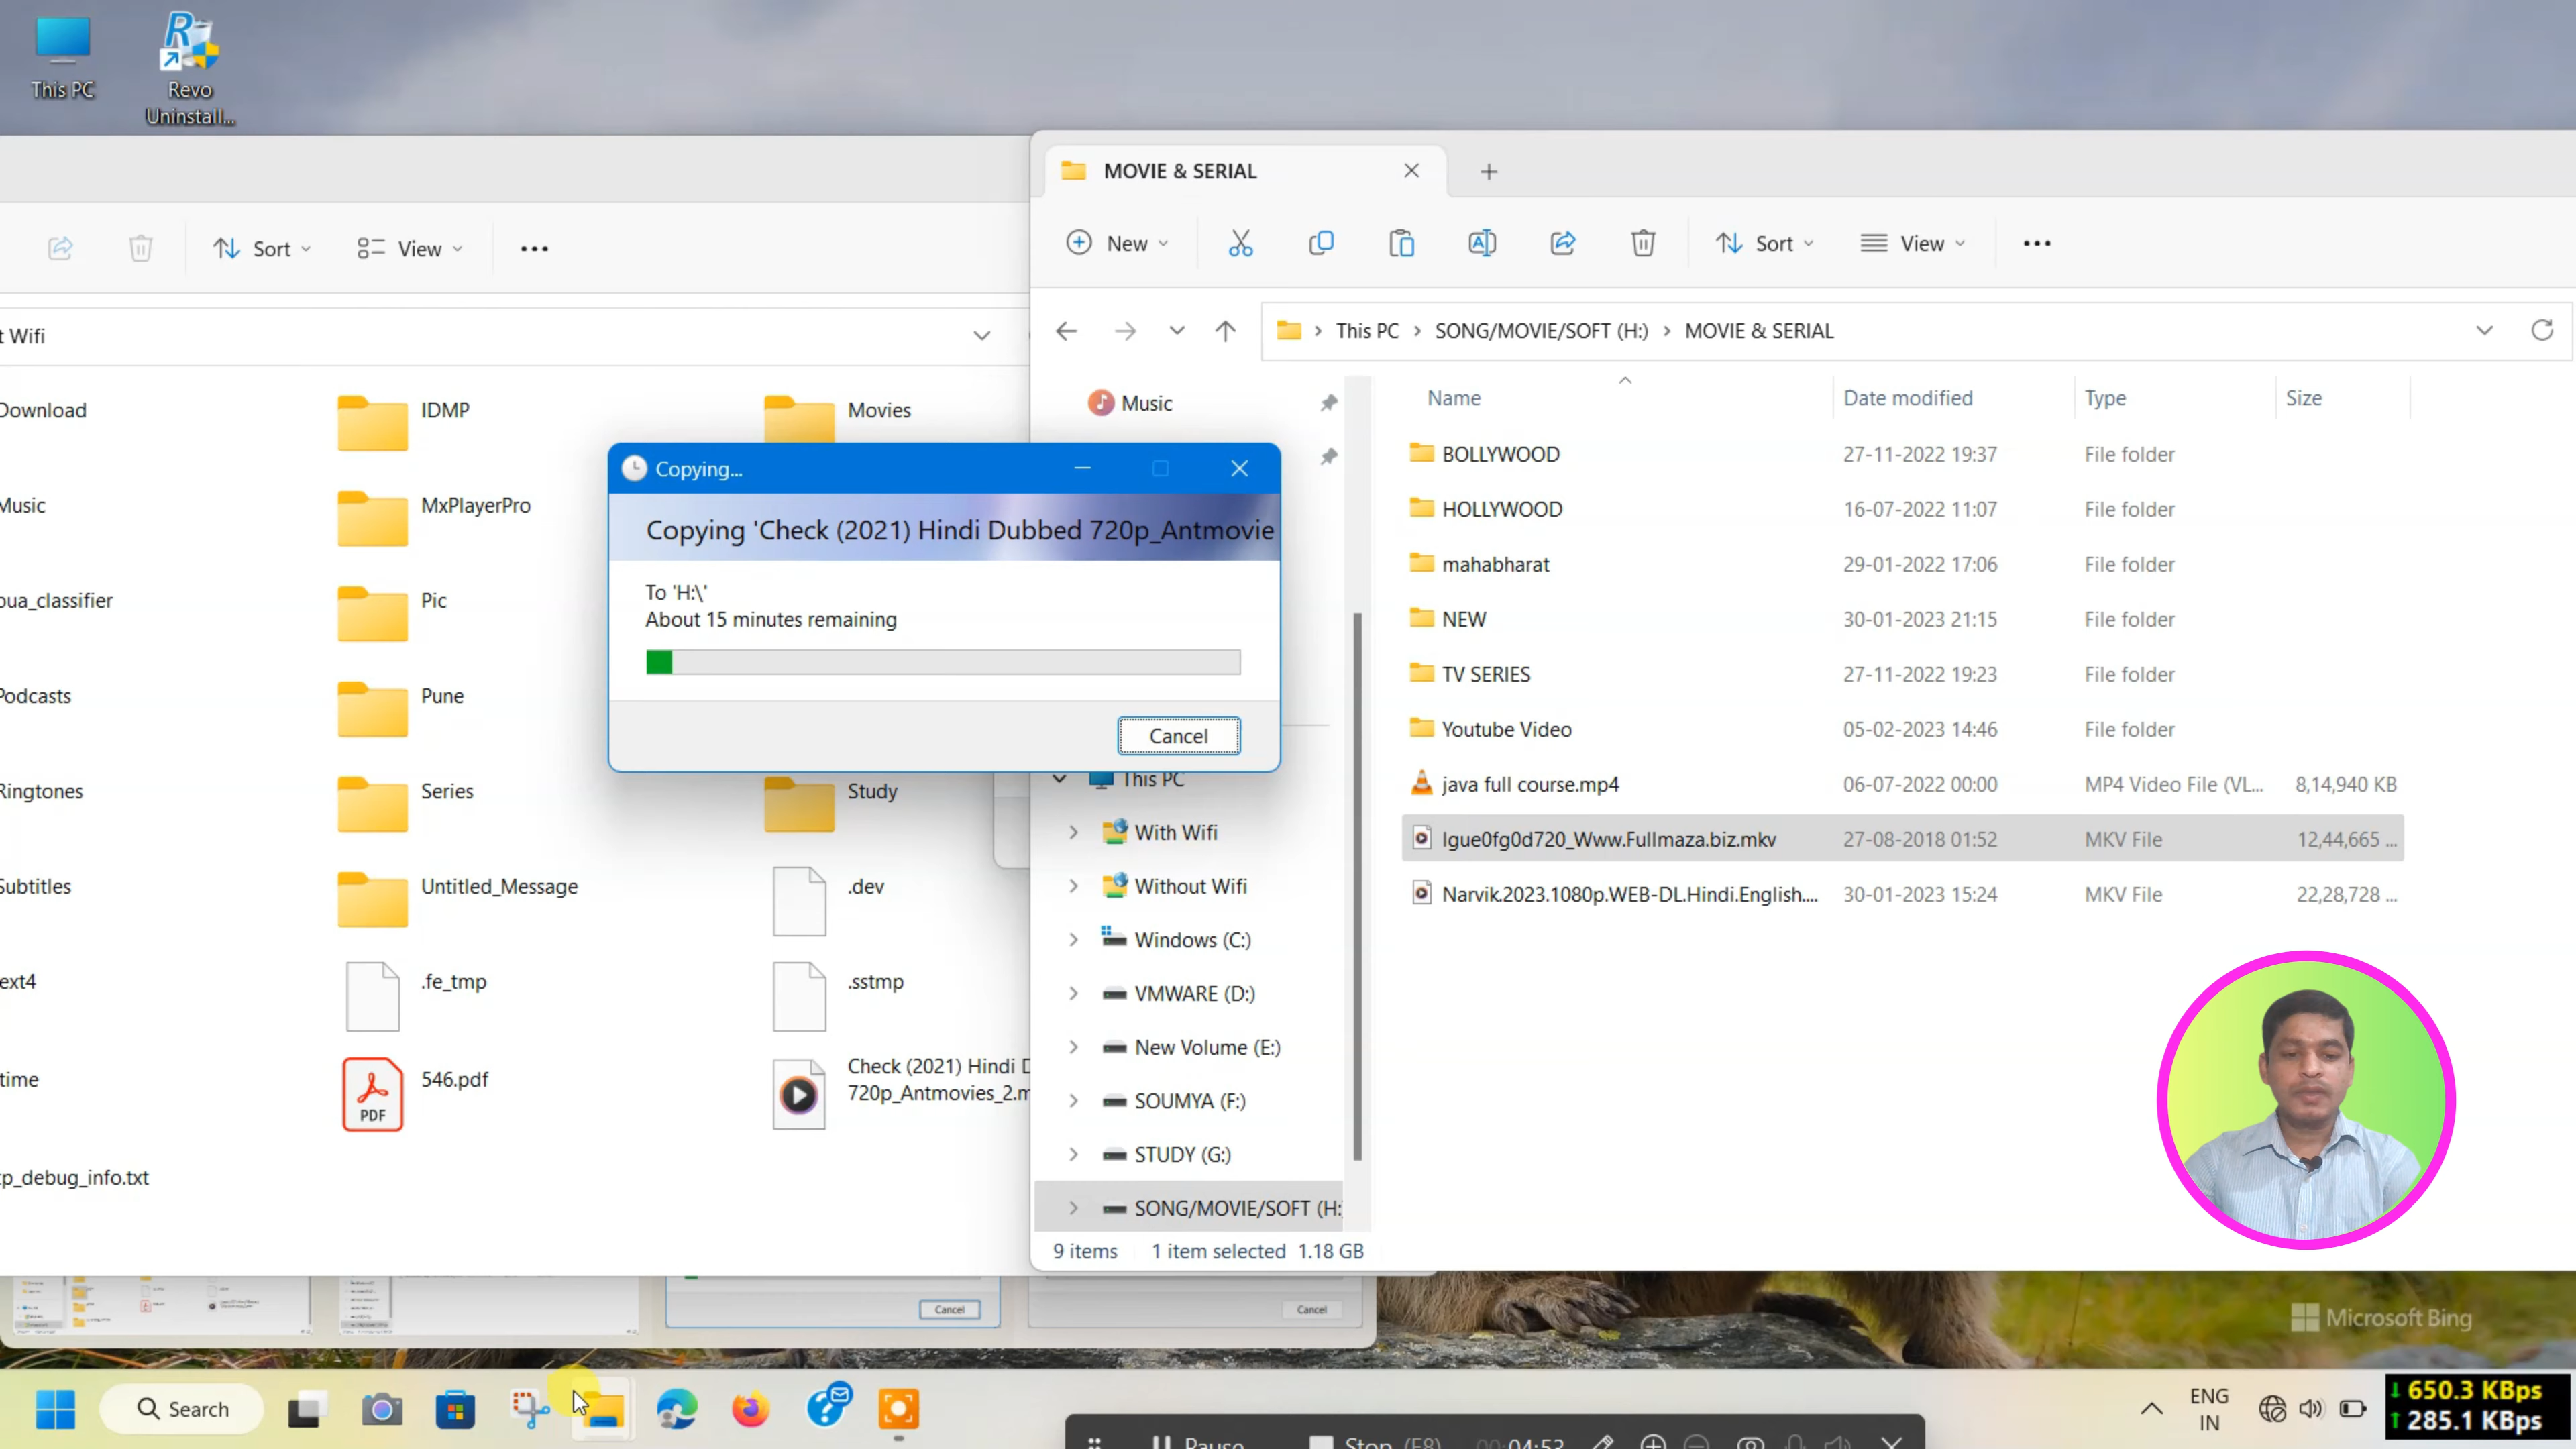 This PC
Revo
Uninstall...
MOVIE & SERIAL
Sort
View
New
Sort
View
t Wifi
This PC
SONG/MOVIE/SOFT (H:)
MOVIE & SERIAL
Download
IDMP
Movies
Music
MxPlayerPro
oua_classifier
Pic
Podcasts
Pune
Ringtones
Series
Study
Subtitles
Untitled_Message
.dev
ext4
.fe_tmp
.sstmp
time
546.pdf
PDF
Check (2021) Hindi D
720p_Antmovies_2.m
tp_debug_info.txt
Copying...
Copying 'Check (2021) Hindi Dubbed 720p_Antmovie
To 'H:\'
About 15 minutes remaining
Cancel
Music
This PC
With Wifi
Without Wifi
Windows (C:)
VMWARE (D:)
New Volume (E:)
SOUMYA (F:)
STUDY (G:)
SONG/MOVIE/SOFT (H:
Name Date modified Type Size
BOLLYWOOD 27-11-2022 19:37 File folder
HOLLYWOOD 16-07-2022 11:07 File folder
mahabharat 29-01-2022 17:06 File folder
NEW 30-01-2023 21:15 File folder
TV SERIES 27-11-2022 19:23 File folder
Youtube Video 05-02-2023 14:46 File folder
java full course.mp4 06-07-2022 00:00 MP4 Video File (VL... 8,14,940 KB
lgue0fg0d720_Www.Fullmaza.biz.mkv 27-08-2018 01:52 MKV File 12,44,665 ...
Narvik.2023.1080p.WEB-DL.Hindi.English.... 30-01-2023 15:24 MKV File 22,28,728 ...
9 items 1 item selected 1.18 GB
Cancel
Cancel
Microsoft Bing
Search
Pause
Stop (F8)
00:04:53
ENG
IN
650.3 KBps
285.1 KBps